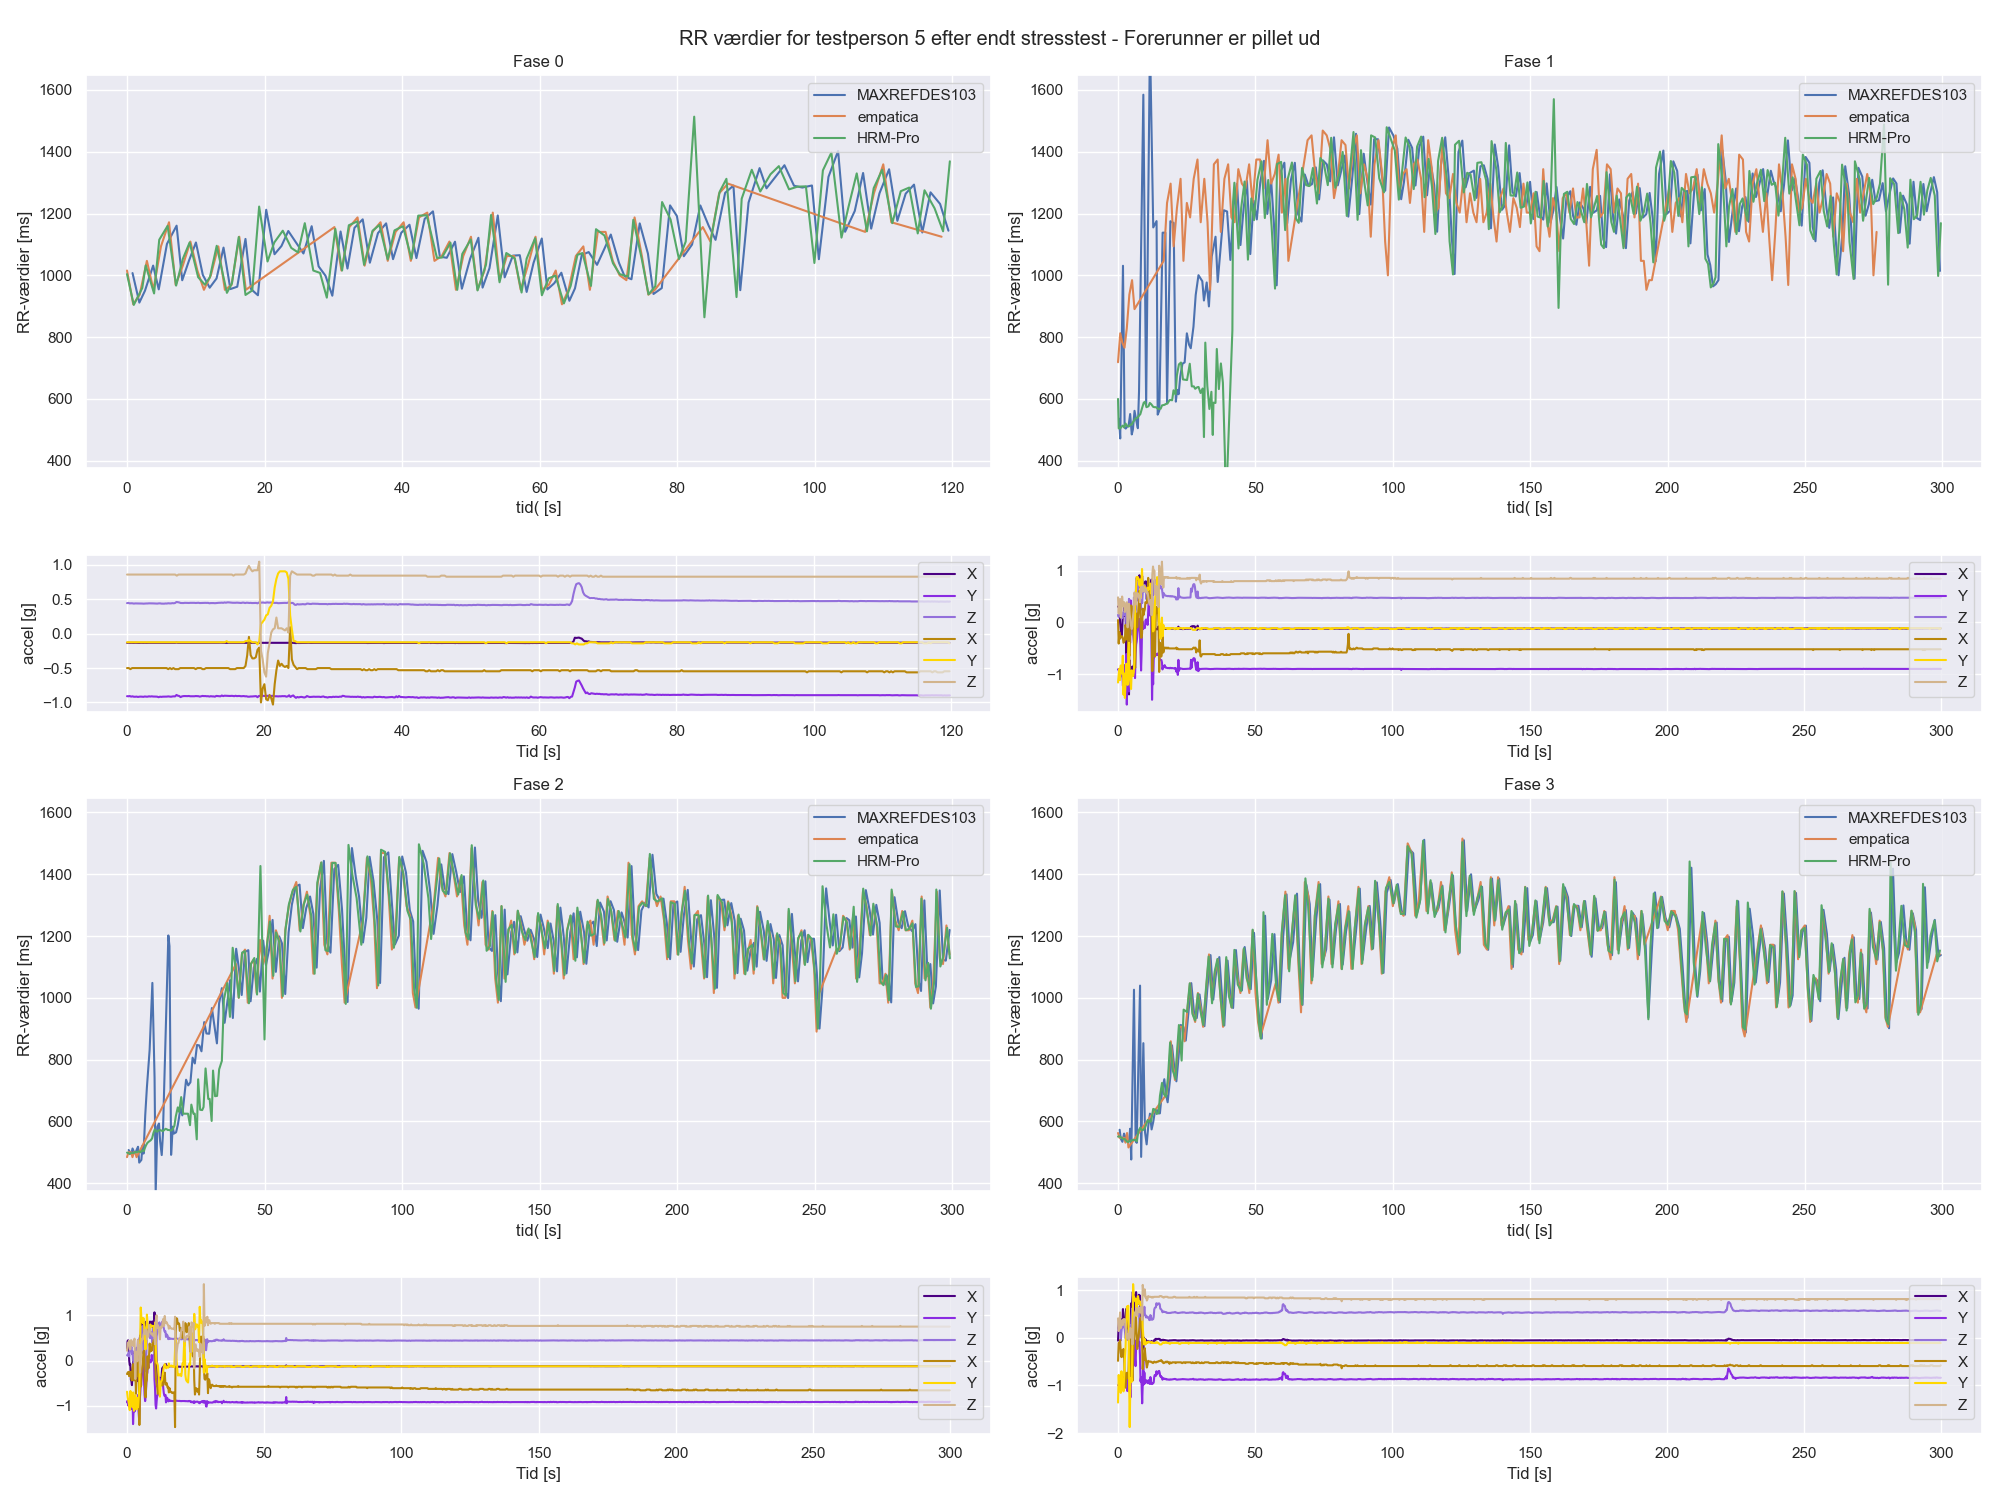 RR værdier for testperson 5 efter endt stresstest - Forerunner er pillet ud
Fase 0
1600
1400
1200
1000
800
600
400
RR-værdier [ms]
MAXREFDES103
empatica
HRM-Pro
0 20 40 60 80 100 120
tid( [s]
Fase 1
1600
1400
1200
1000
800
600
400
RR-værdier [ms]
MAXREFDES103
empatica
HRM-Pro
0 50 100 150 200 250 300
tid( [s]
1.0
0.5
0.0
−0.5
−1.0
accel [g]
X
Y
Z
X
Y
Z
0 20 40 60 80 100 120
Tid [s]
1
0
−1
accel [g]
X
Y
Z
X
Y
Z
0 50 100 150 200 250 300
Tid [s]
Fase 2
1600
1400
1200
1000
800
600
400
RR-værdier [ms]
MAXREFDES103
empatica
HRM-Pro
0 50 100 150 200 250 300
tid( [s]
Fase 3
1600
1400
1200
1000
800
600
400
RR-værdier [ms]
MAXREFDES103
empatica
HRM-Pro
0 50 100 150 200 250 300
tid( [s]
1
0
−1
accel [g]
X
Y
Z
X
Y
Z
0 50 100 150 200 250 300
Tid [s]
1
0
−1
−2
accel [g]
X
Y
Z
X
Y
Z
0 50 100 150 200 250 300
Tid [s]